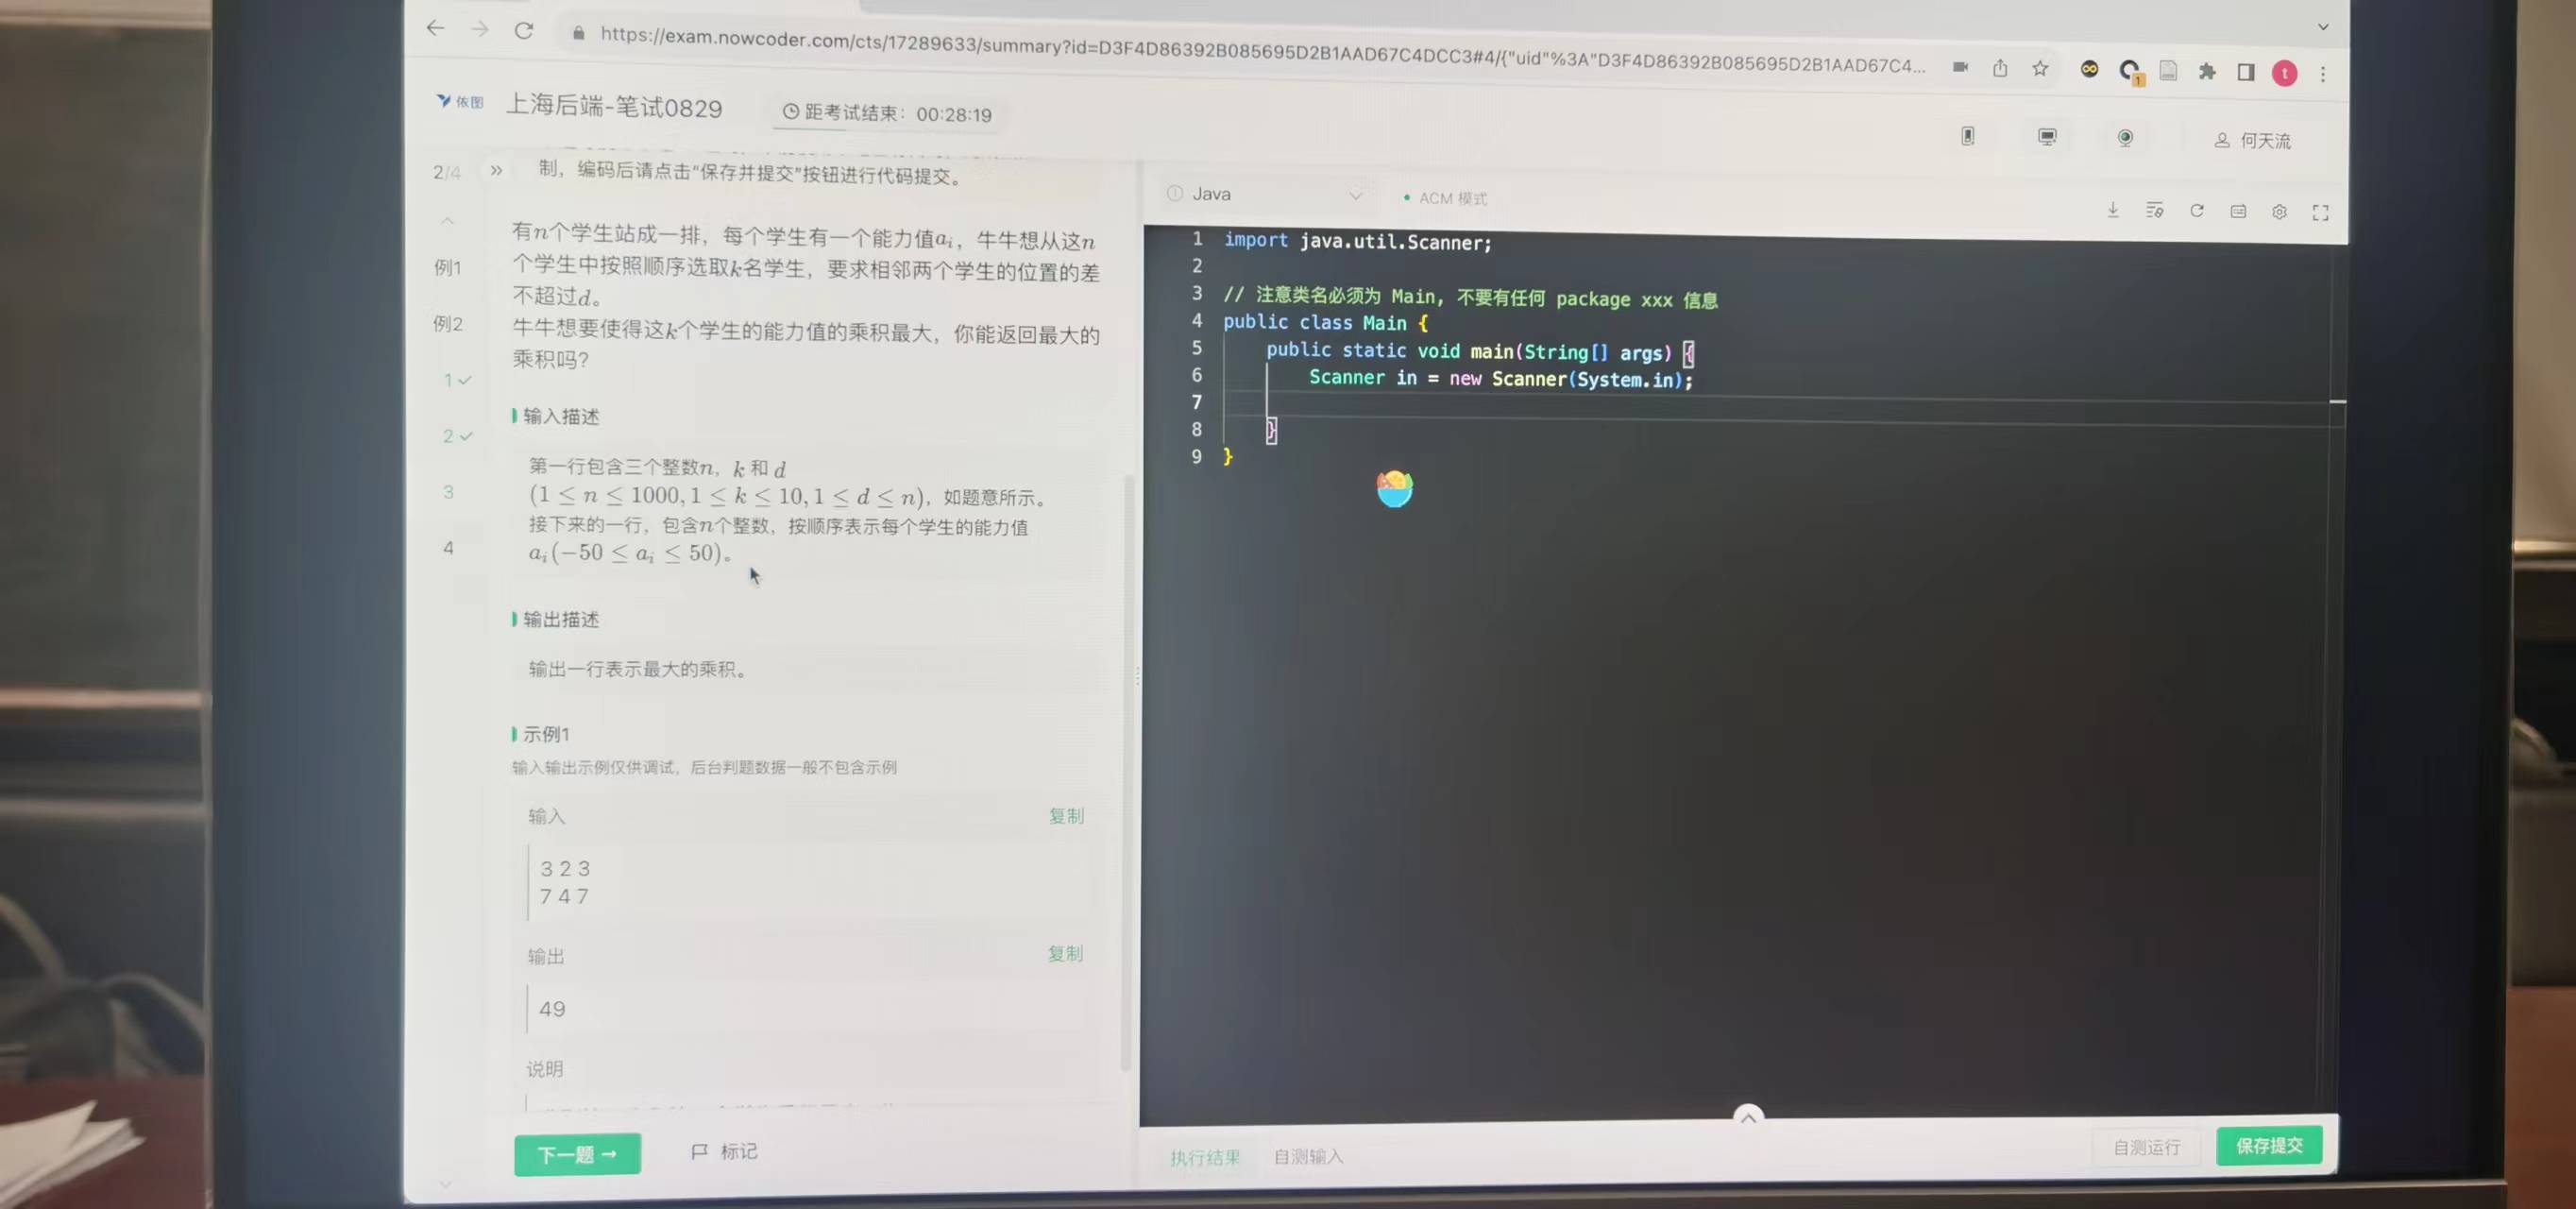 https://exam.nowcoder.com/cts/17289633/summary?id=D3F4D86392B085695D2B1AAD67C4DCC3#4/{"uid"%3A"D3F4D86392B085695D2B1AAD67C4...
1
t
依图
上海后端-笔试0829
距考试结束：00:28:19
何天流
2/4
»
制，编码后请点击“保存并提交”按钮进行代码提交。
例1
例2
1
2
3
4
有n个学生站成一排，每个学生有一个能力值aᵢ，牛牛想从这n
个学生中按照顺序选取k名学生，要求相邻两个学生的位置的差
不超过d。
牛牛想要使得这k个学生的能力值的乘积最大，你能返回最大的
乘积吗？
输入描述
第一行包含三个整数n，k 和 d
(1 ≤ n ≤ 1000, 1 ≤ k ≤ 10, 1 ≤ d ≤ n)，如题意所示。
接下来的一行，包含n个整数，按顺序表示每个学生的能力值
aᵢ(−50 ≤ aᵢ ≤ 50)。
输出描述
输出一行表示最大的乘积。
示例1
输入输出示例仅供调试，后台判题数据一般不包含示例
输入
复制
3 2 3
7 4 7
输出
复制
49
说明
下一题 →
标记
Java
ACM 模式
1 import java.util.Scanner;
2
3 // 注意类名必须为 Main, 不要有任何 package xxx 信息
4 public class Main {
5 public static void main(String[] args) {
6 Scanner in = new Scanner(System.in);
7
8 }
9 }
执行结果
自测输入
自测运行
保存提交